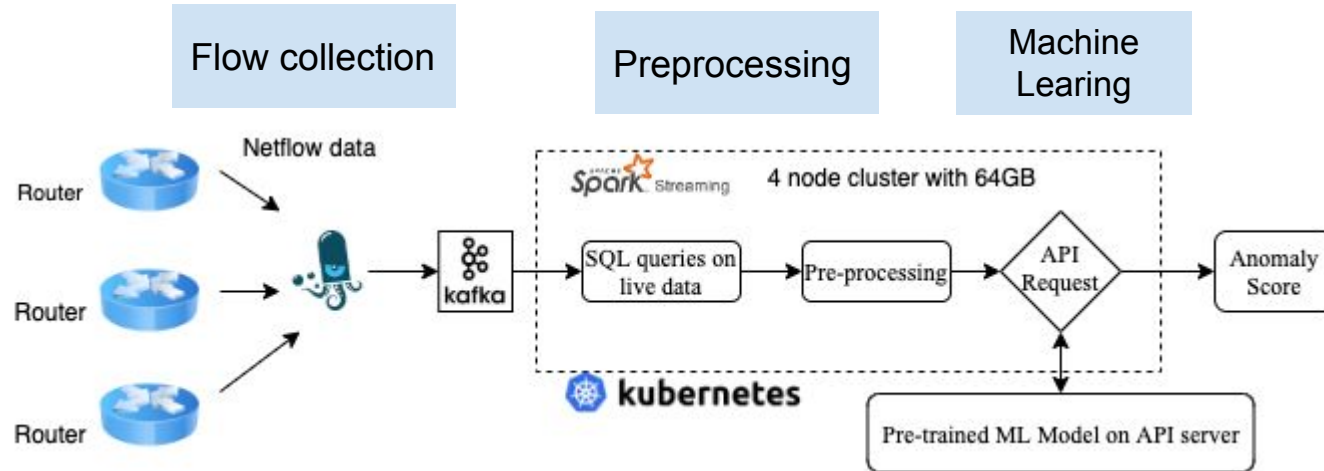 Flow collection
Preprocessing
Machine
Learing
Netflow data
Router
Router
Router
kafka
APACHE
Spark Streaming
4 node cluster with 64GB
SQL queries on
live data
Pre-processing
API
Request
Anomaly
Score
kubernetes
Pre-trained ML Model on API server